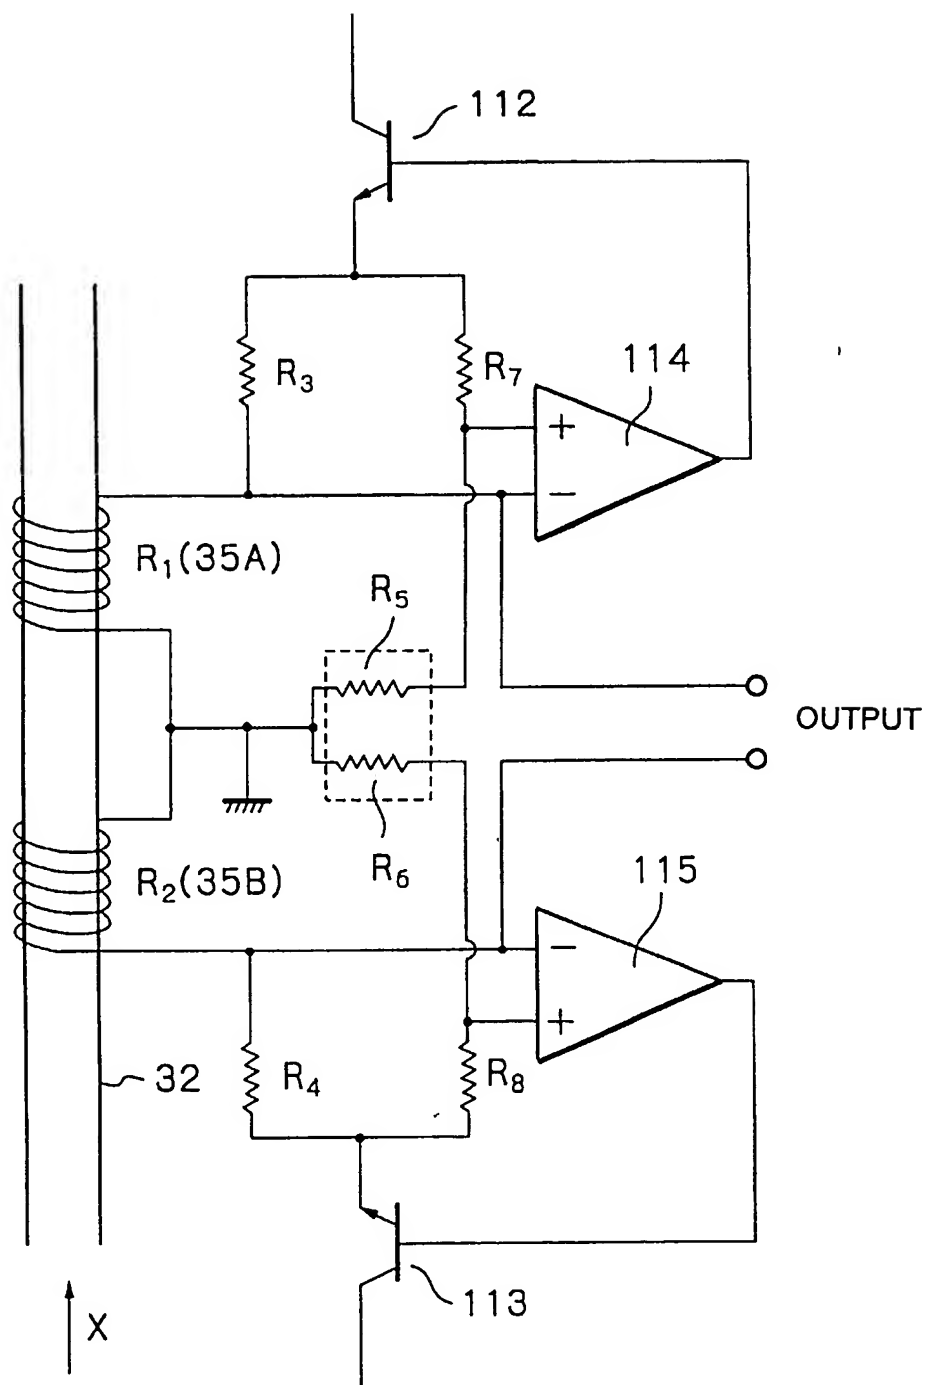 112
R3
R7
114
+
−
R1(35A)
R5
OUTPUT
R6
R2(35B)
115
−
+
R4
R8
32
113
X